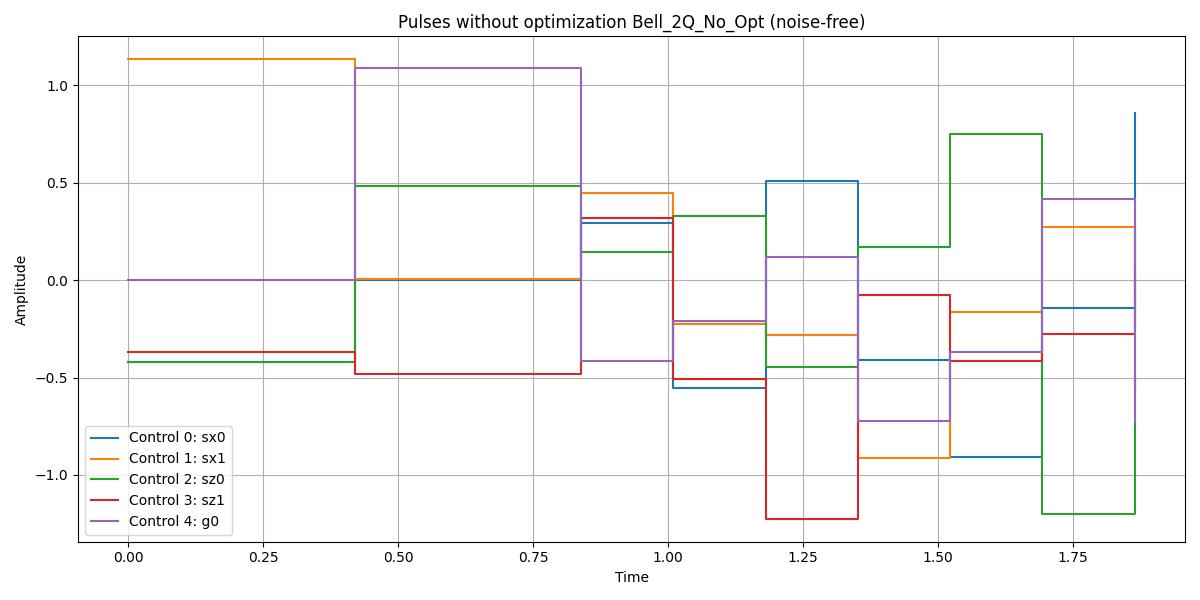 Pulses without optimization Bell_2Q_No_Opt (noise-free)
Amplitude
1.0
0.5
0.0
−0.5
−1.0
Control 0: sx0
Control 1: sx1
Control 2: sz0
Control 3: sz1
Control 4: g0
0.00 0.25 0.50 0.75 1.00 1.25 1.50 1.75
Time